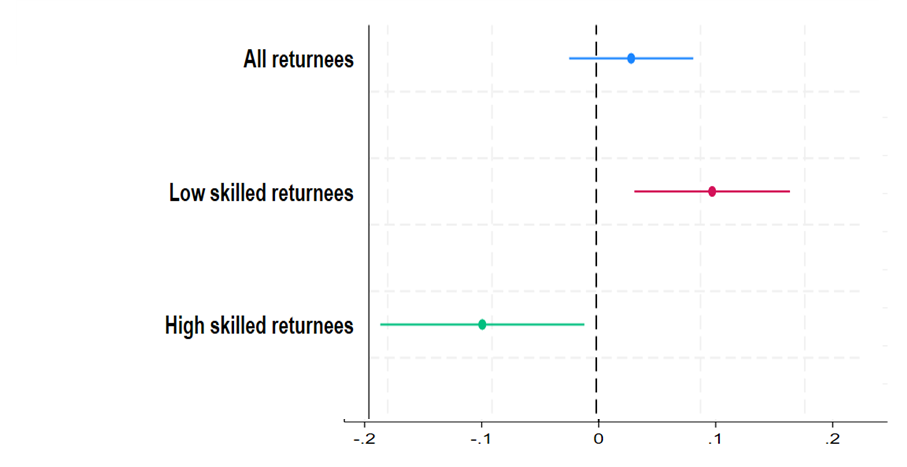 All returnees
Low skilled returnees
High skilled returnees
-.2 -.1 0 .1 .2